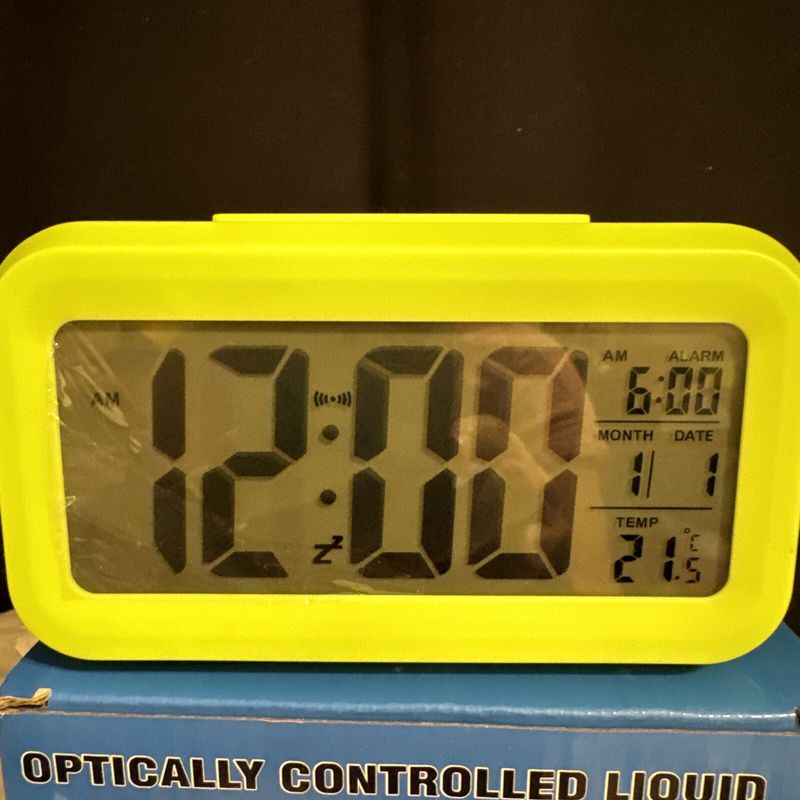 AM 12:00
AM ALARM
6:00
MONTH DATE
1 1
TEMP
21.5 °C
OPTICALLY CONTROLLED LIQUID